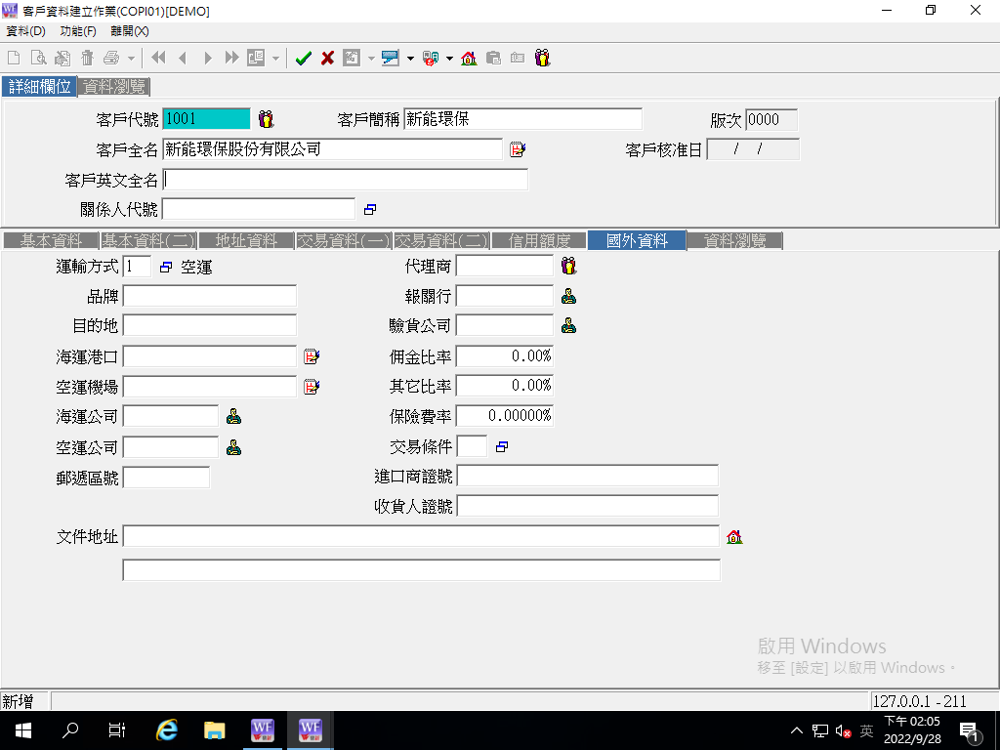 客戶資料建立作業(COPI01)[DEMO]
資料(D) 功能(F) 離開(X)
詳細欄位 資料瀏覽
客戶代號 1001 客戶簡稱 新能環保 版次 0000
客戶全名 新能環保股份有限公司 客戶核准日 / /
客戶英文全名
關係人代號
基本資料 基本資料(二) 地址資料 交易資料(一) 交易資料(二) 信用額度 國外資料 資料瀏覽
運輸方式 1 空運 代理商
品牌 報關行
目的地 驗貨公司
海運港口 佣金比率 0.00%
空運機場 其它比率 0.00%
海運公司 保險費率 0.00000%
空運公司 交易條件
郵遞區號 進口商證號
收貨人證號
文件地址
啟用 Windows
移至 [設定] 以啟用 Windows。
新增 127.0.0.1 - 211
英 下午 02:05
2022/9/28
1